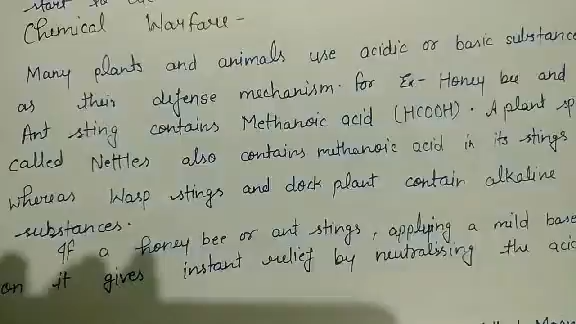 start to
Chemical Warfare -
Many plants and animals use acidic or basic substance
as their defense mechanism. for Ex- Honey bee and
Ant sting contains Methanoic acid (HCOOH). A plant sp
called Nettles also contains methanoic acid in its stings
whereas Wasp stings and dock plant contain alkaline
substances.
If a honey bee or ant stings, applying a mild base
on it gives instant relief by neutralising the acid